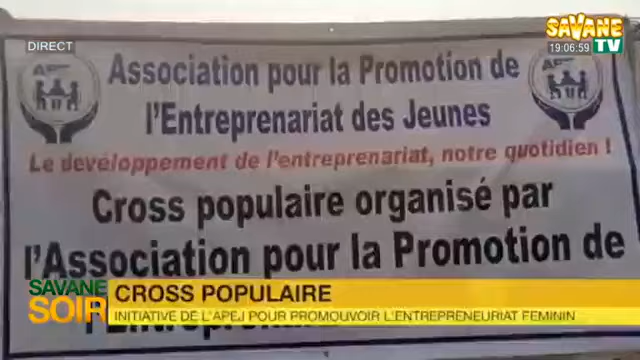 DIRECT
SAVANE TV
19:06:59
Association pour la Promotion de
l'Entreprenariat des Jeunes
Le developpement de l'entreprenariat, notre quotidien !
Cross populaire organisé par
l'Association pour la Promotion de
SAVANE SOIR
CROSS POPULAIRE
INITIATIVE DE L'APEJ POUR PROMOUVOIR L'ENTREPRENEURIAT FEMININ